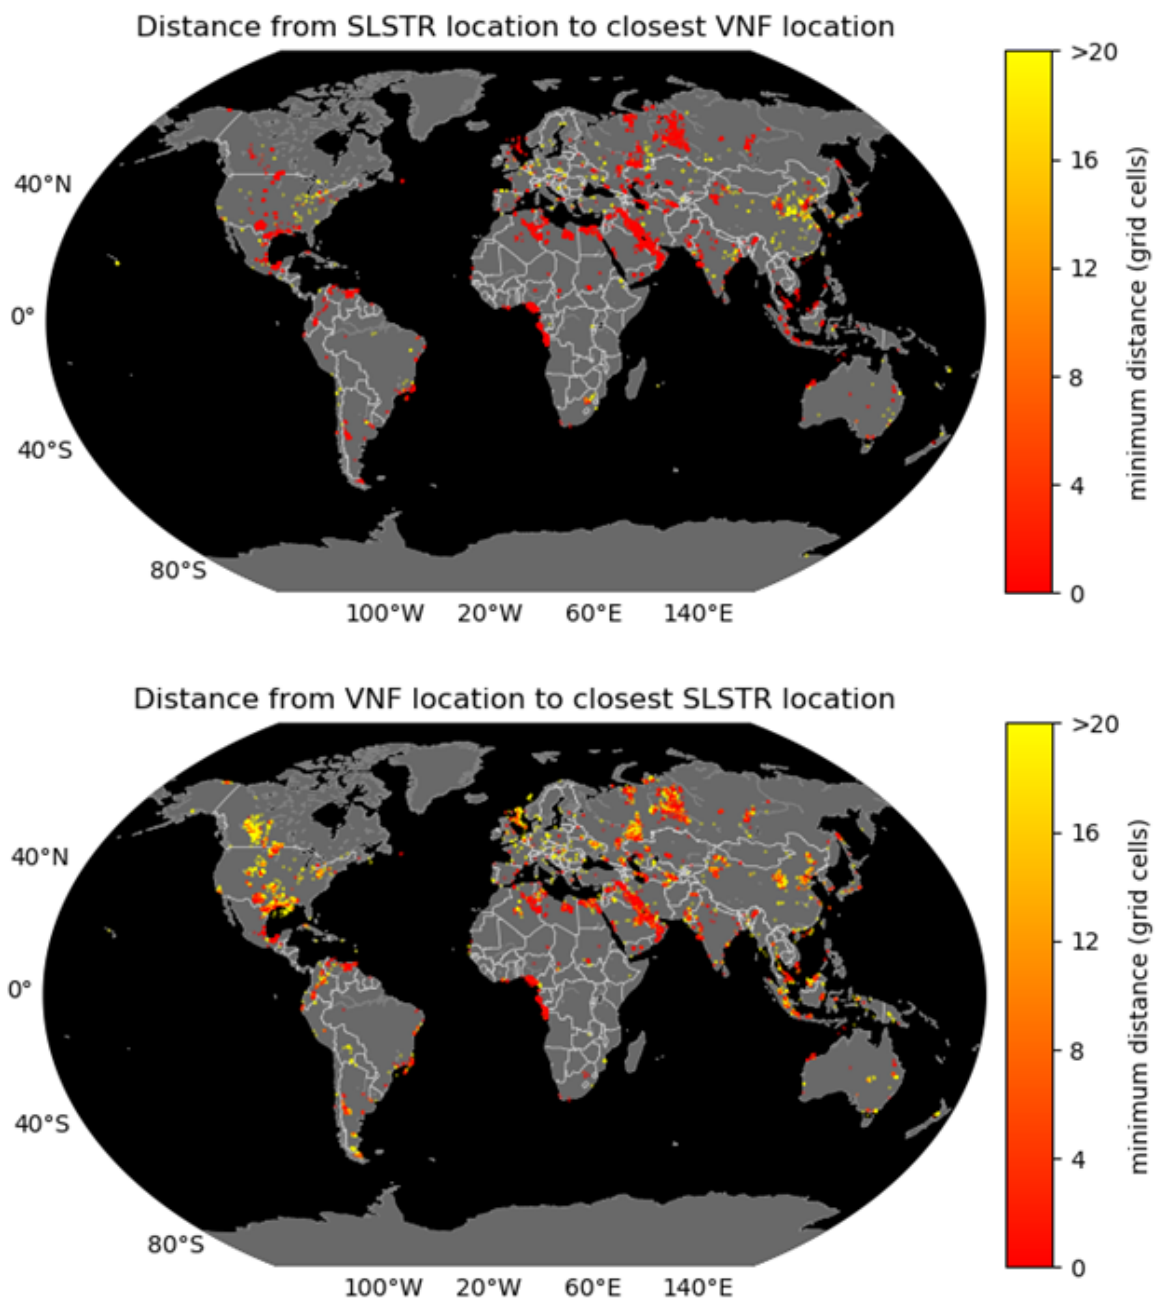 Distance from SLSTR location to closest VNF location
>20
16
12
8
4
0
minimum distance (grid cells)
40°N
0°
40°S
80°S
100°W 20°W 60°E 140°E
Distance from VNF location to closest SLSTR location
>20
16
12
8
4
0
minimum distance (grid cells)
40°N
0°
40°S
80°S
100°W 20°W 60°E 140°E